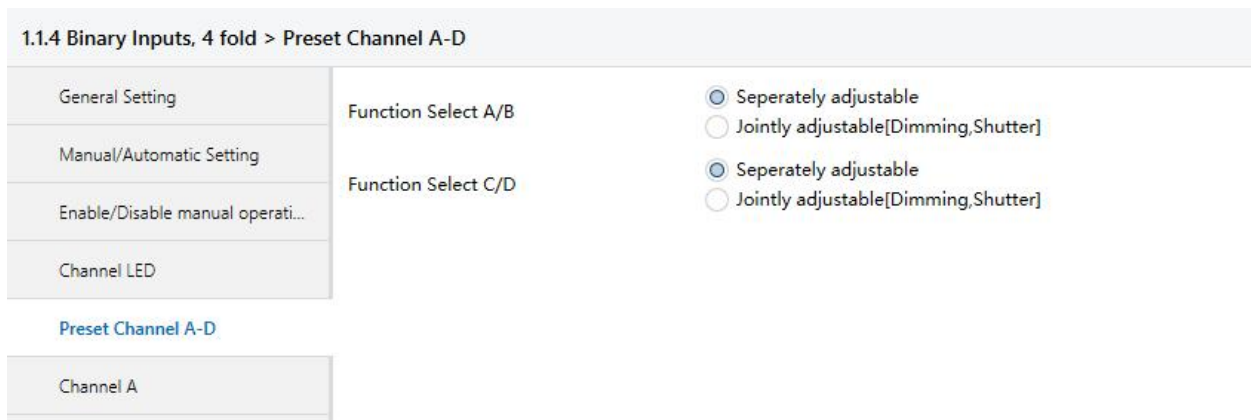 1.1.4 Binary Inputs, 4 fold > Preset Channel A-D
General Setting
Manual/Automatic Setting
Enable/Disable manual operati...
Channel LED
Preset Channel A-D
Channel A
Function Select A/B
Seperately adjustable
Jointly adjustable[Dimming,Shutter]
Function Select C/D
Seperately adjustable
Jointly adjustable[Dimming,Shutter]